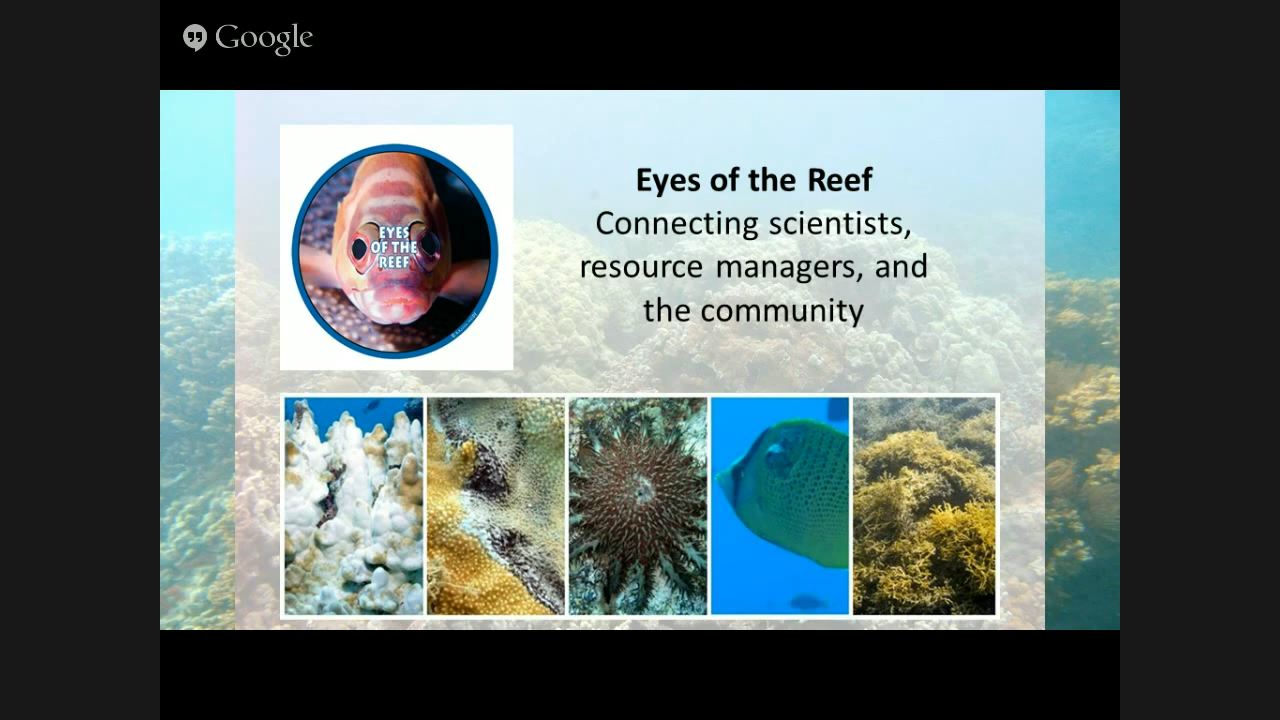 Google
Eyes of the Reef
Connecting scientists,
resource managers, and
the community
EYES
OF THE
REEF